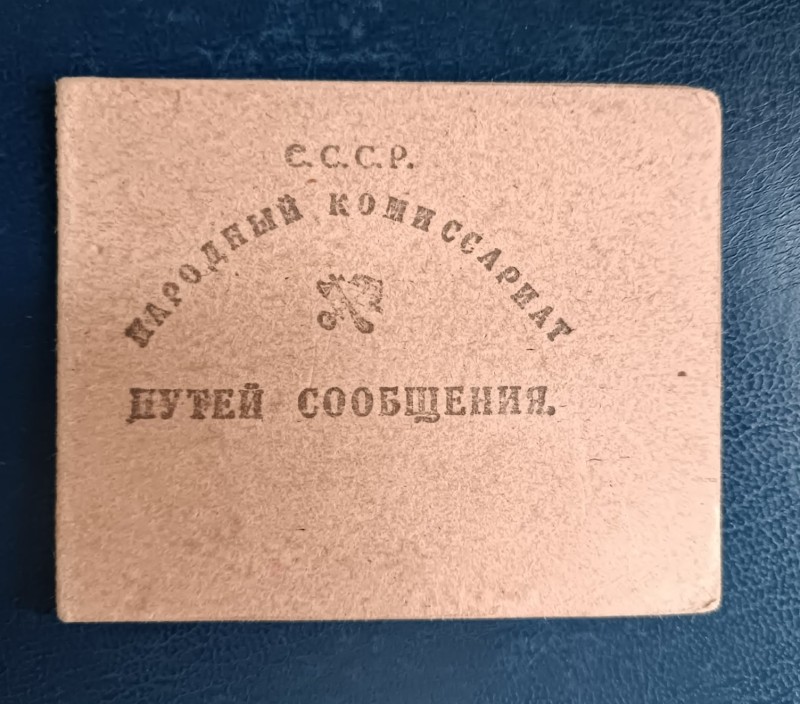 С.С.С.Р.
НАРОДНЫЙ КОМИССАРИАТ
ПУТЕЙ СООБЩЕНИЯ.